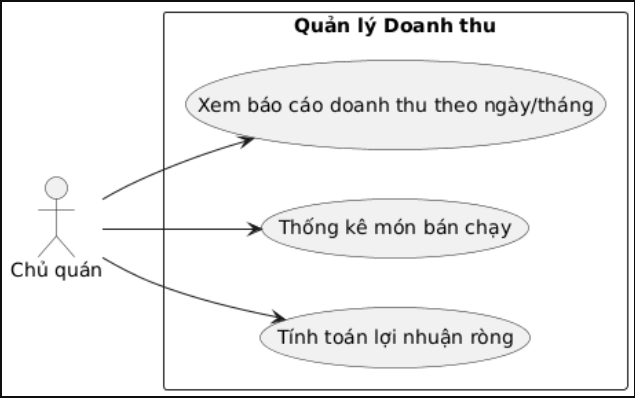 Quản lý Doanh thu
Xem báo cáo doanh thu theo ngày/tháng
Thống kê món bán chạy
Chủ quán
Tính toán lợi nhuận ròng